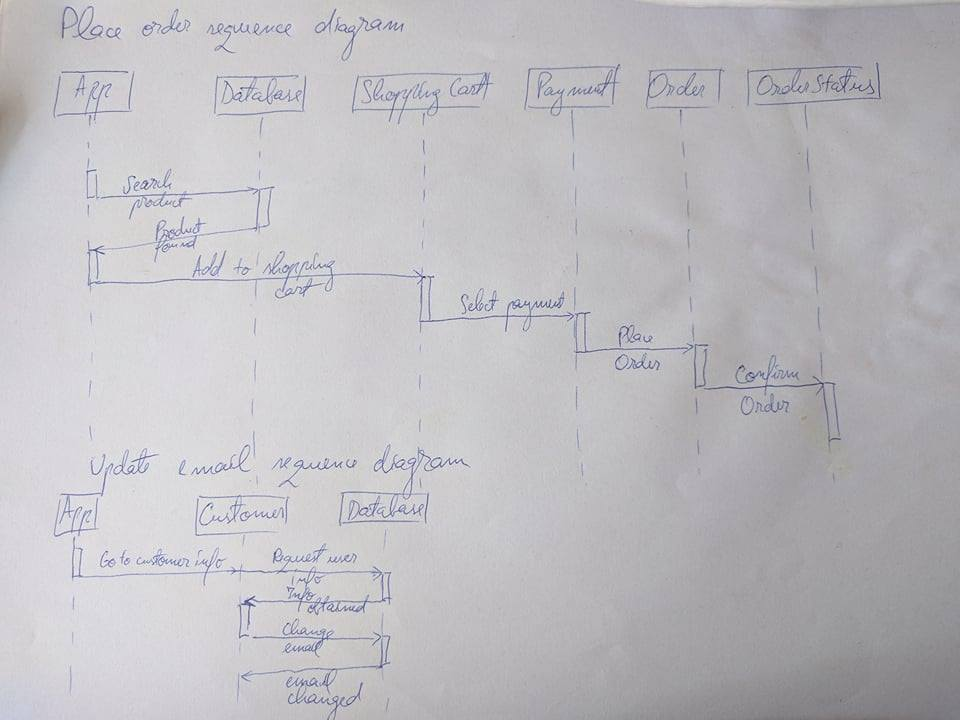 Place order sequence diagram
App Database Shopping Cart Payment Order OrderStatus
Search
product
Product
found
Add to shopping
cart
Select payment
Place
Order
Confirm
Order
Update email sequence diagram
App Customer Database
Go to customer info
Request user
info
Info
obtained
Change
email
email
changed